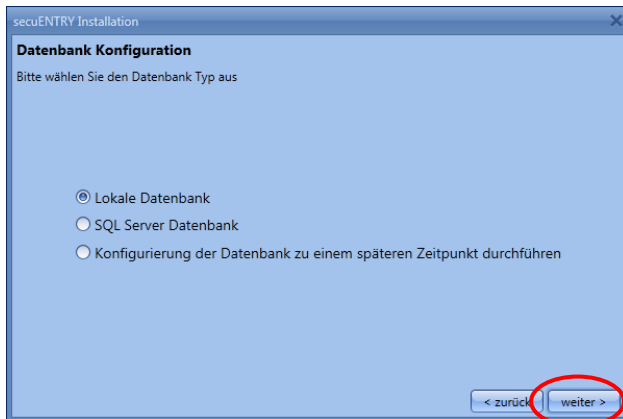 secuENTRY Installation
Datenbank Konfiguration
Bitte wählen Sie den Datenbank Typ aus
Lokale Datenbank
SQL Server Datenbank
Konfigurierung der Datenbank zu einem späteren Zeitpunkt durchführen
< zurück
weiter >